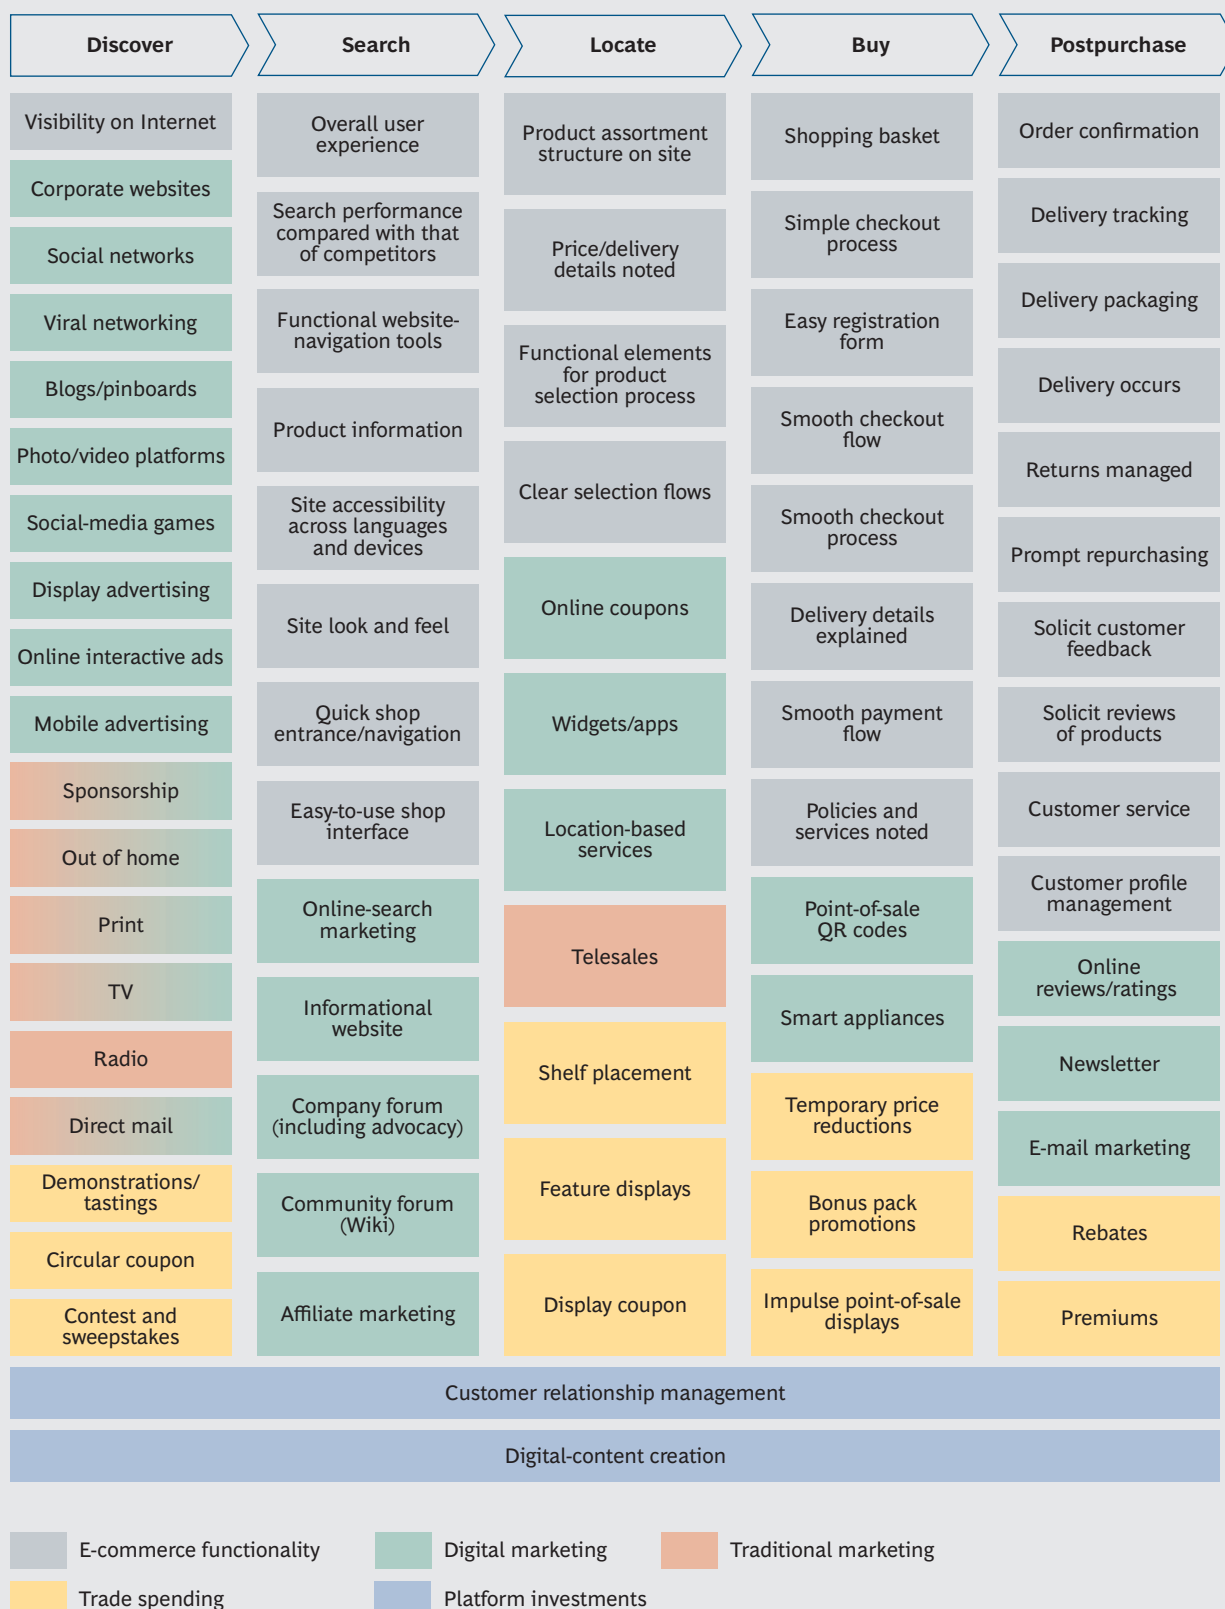 Discover
Search
Locate
Buy
Postpurchase
Visibility on Internet
Corporate websites
Social networks
Viral networking
Blogs/pinboards
Photo/video platforms
Social-media games
Display advertising
Online interactive ads
Mobile advertising
Sponsorship
Out of home
Print
TV
Radio
Direct mail
Demonstrations/
tastings
Circular coupon
Contest and
sweepstakes
Overall user
experience
Search performance
compared with that
of competitors
Functional website-
navigation tools
Product information
Site accessibility
across languages
and devices
Site look and feel
Quick shop
entrance/navigation
Easy-to-use shop
interface
Online-search
marketing
Informational
website
Company forum
(including advocacy)
Community forum
(Wiki)
Affiliate marketing
Product assortment
structure on site
Price/delivery
details noted
Functional elements
for product
selection process
Clear selection flows
Online coupons
Widgets/apps
Location-based
services
Telesales
Shelf placement
Feature displays
Display coupon
Shopping basket
Simple checkout
process
Easy registration
form
Smooth checkout
flow
Smooth checkout
process
Delivery details
explained
Smooth payment
flow
Policies and
services noted
Point-of-sale
QR codes
Smart appliances
Temporary price
reductions
Bonus pack
promotions
Impulse point-of-sale
displays
Order confirmation
Delivery tracking
Delivery packaging
Delivery occurs
Returns managed
Prompt repurchasing
Solicit customer
feedback
Solicit reviews
of products
Customer service
Customer profile
management
Online
reviews/ratings
Newsletter
E-mail marketing
Rebates
Premiums
Customer relationship management
Digital-content creation
E-commerce functionality
Digital marketing
Traditional marketing
Trade spending
Platform investments